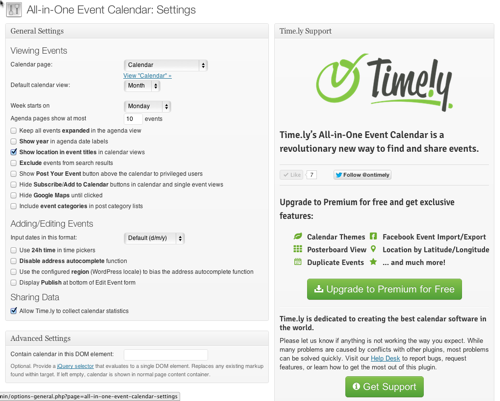 All-in-One Event Calendar: Settings
General Settings
Viewing Events
Calendar page:
Calendar
View "Calendar" »
Default calendar view:
Month
Week starts on
Monday
Agenda pages show at most
10 events
Keep all events expanded in the agenda view
Show year in agenda date labels
Show location in event titles in calendar views
Exclude events from search results
Show Post Your Event button above the calendar to privileged users
Hide Subscribe/Add to Calendar buttons in calendar and single event views
Hide Google Maps until clicked
Include event categories in post category lists
Adding/Editing Events
Input dates in this format:
Default (d/m/y)
Use 24h time in time pickers
Disable address autocomplete function
Use the configured region (WordPress locale) to bias the address autocomplete function
Display Publish at bottom of Edit Event form
Sharing Data
Allow Time.ly to collect calendar statistics
Advanced Settings
Contain calendar in this DOM element:
Optional. Provide a jQuery selector that evaluates to a single DOM element. Replaces any existing markup
found within target. If left empty, calendar is shown in normal page content container.
min/options-general.php?page=all-in-one-event-calendar-settings
Time.ly Support
Time.ly
Time.ly's All-in-One Event Calendar is a
revolutionary new way to find and share events.
Like 7
Follow @ontimely
Upgrade to Premium for free and get exclusive
features:
Calendar Themes
Facebook Event Import/Export
Posterboard View
Location by Latitude/Longitude
Duplicate Events
... and much more!
Upgrade to Premium for Free
Time.ly is dedicated to creating the best calendar software in
the world.
Please let us know if anything is not working the way you expect. While
many problems are caused by conflicts with other plugins, most problems
can be solved quickly. Visit our Help Desk to report bugs, request
features, or learn how to get the most out of this plugin.
Get Support